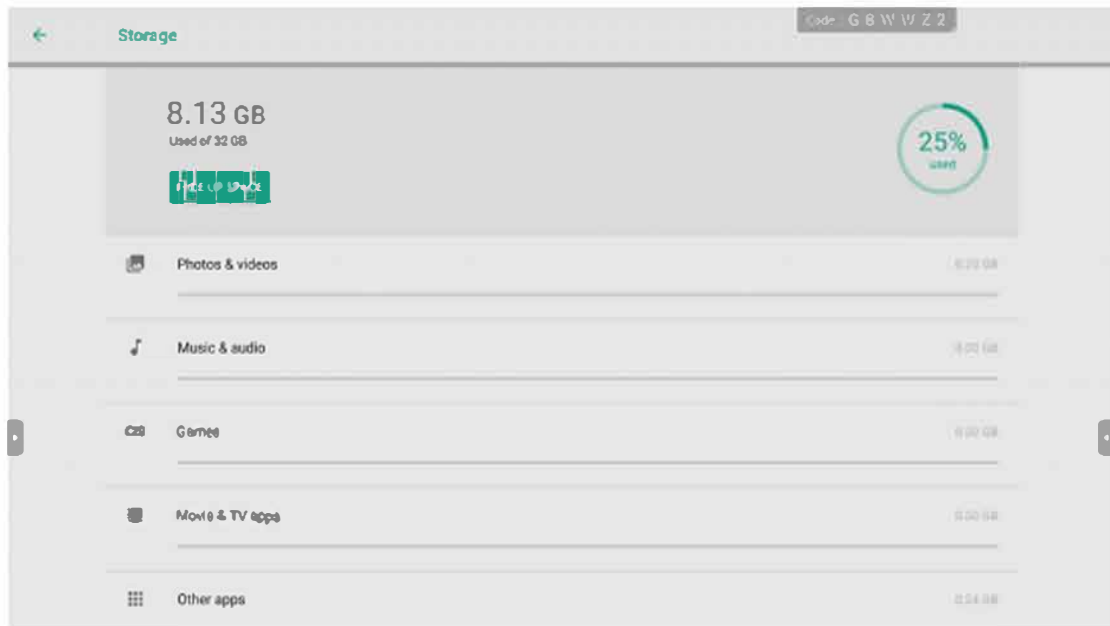 Code: G 8 W W Z 2
Storage
8.13 GB
Used of 32 GB
25%
used
Photos & videos
Music & audio
Games
Movie & TV apps
Other apps